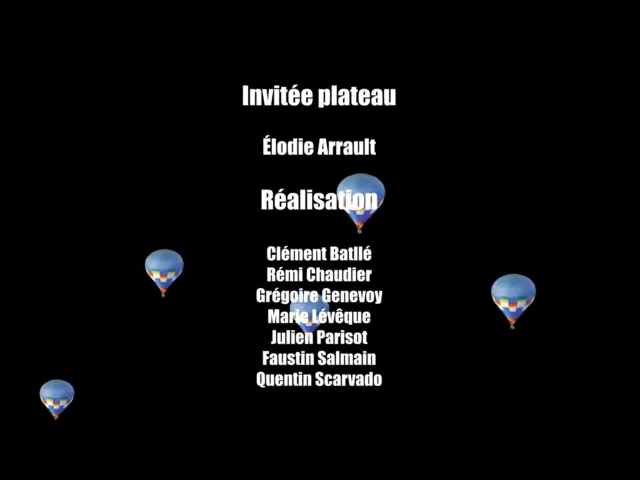 Invitée plateau
Élodie Arrault
Réalisation
Clément Batllé
Rémi Chaudier
Grégoire Genevoy
Marie Lévêque
Julien Parisot
Faustin Salmain
Quentin Scarvado